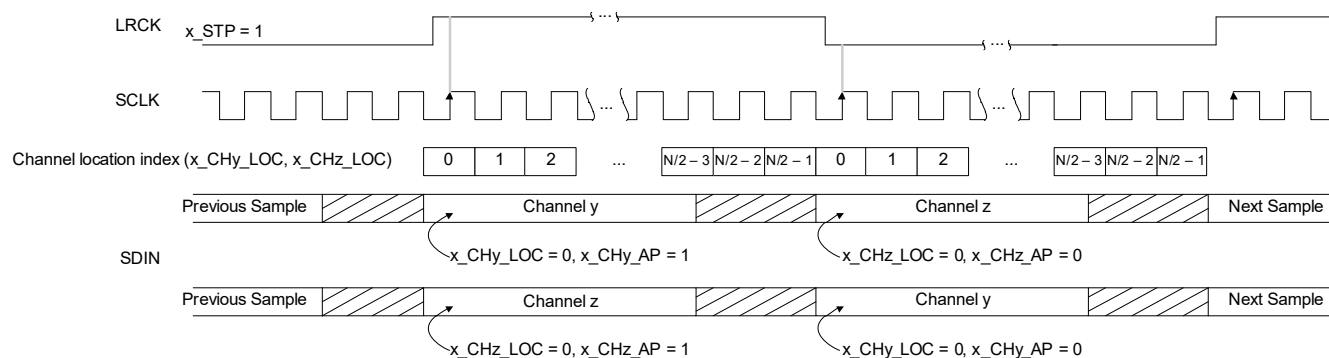 LRCK
x_STP = 1
...
...
SCLK
...
...
Channel location index (x_CHy_LOC, x_CHz_LOC)
0 1 2 ... N/2 – 3 N/2 – 2 N/2 – 1 0 1 2 ... N/2 – 3 N/2 – 2 N/2 – 1
Previous Sample Channel y Channel z Next Sample
x_CHy_LOC = 0, x_CHy_AP = 1 x_CHz_LOC = 0, x_CHz_AP = 0
SDIN
Previous Sample Channel z Channel y Next Sample
x_CHz_LOC = 0, x_CHz_AP = 1 x_CHy_LOC = 0, x_CHy_AP = 0